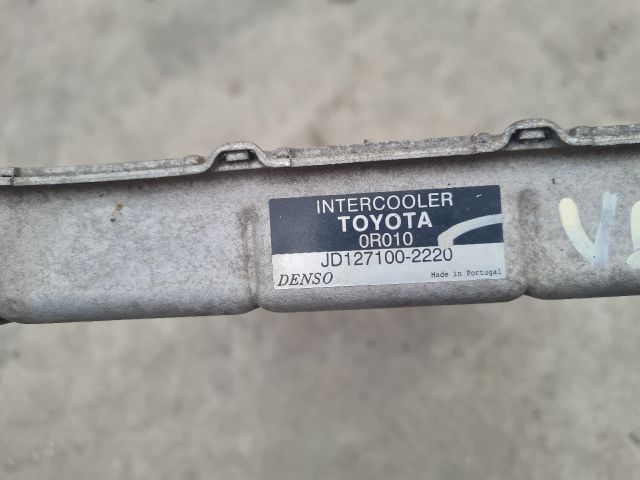 INTERCOOLER
TOYOTA
0R010
JD127100-2220
DENSO Made in Portugal